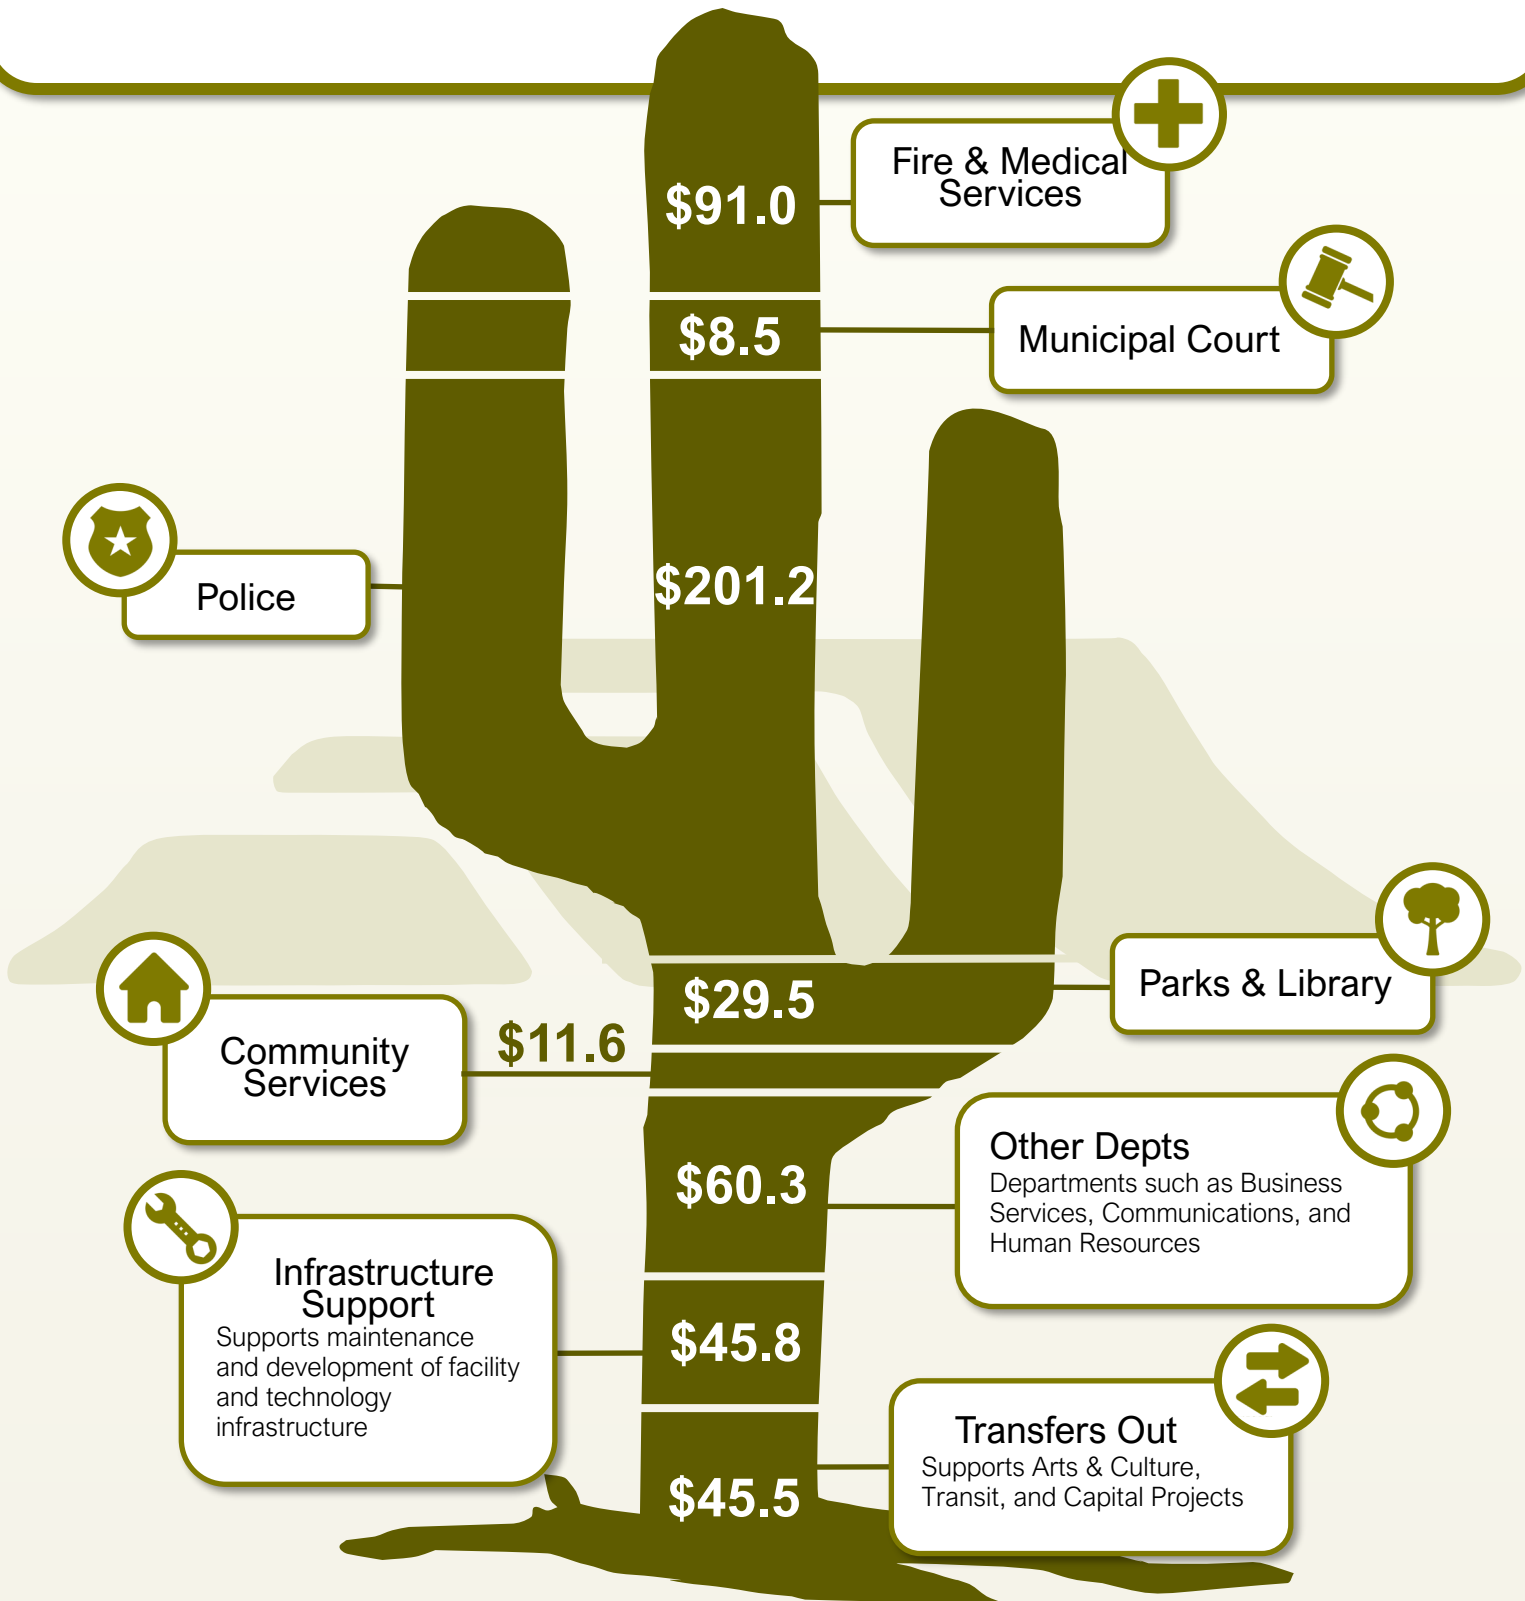 Fire & Medical
Services
$91.0
Municipal Court
$8.5
Police
$201.2
Parks & Library
$29.5
Community
Services
$11.6
Other Depts
Departments such as Business
Services, Communications, and
Human Resources
$60.3
Infrastructure
Support
Supports maintenance
and development of facility
and technology
infrastructure
$45.8
Transfers Out
Supports Arts & Culture,
Transit, and Capital Projects
$45.5